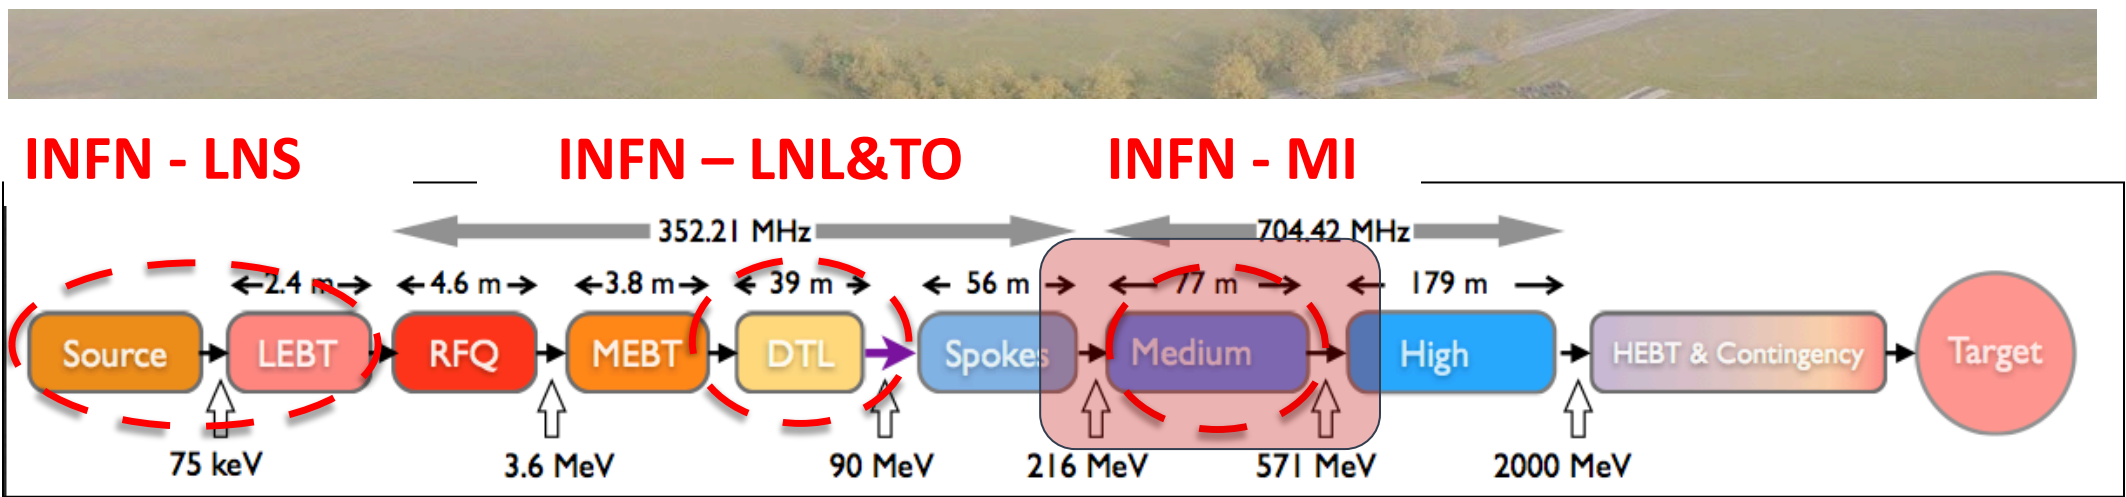 INFN - LNS INFN – LNL&TO INFN - MI
352.21 MHz 704.42 MHz
2.4 m 4.6 m 3.8 m 39 m 56 m 77 m 179 m
Source LEBT RFQ MEBT DTL Spokes Medium High HEBT & Contingency Target
75 keV 3.6 MeV 90 MeV 216 MeV 571 MeV 2000 MeV